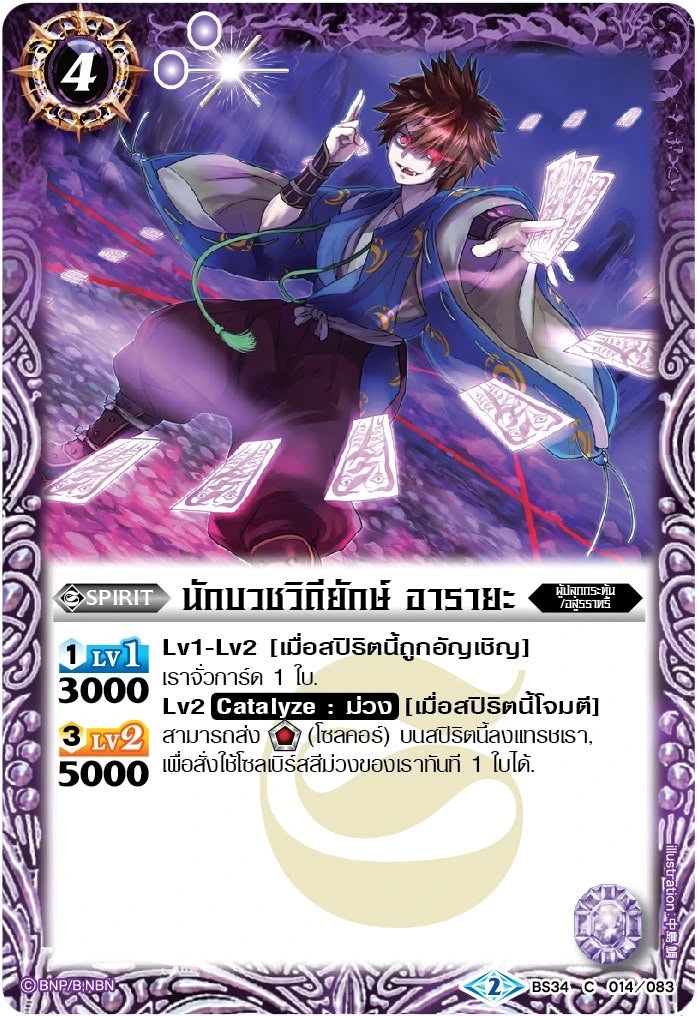 4
SPIRIT นักบวชวิถียักษ์ อารายะ ผู้ปลุกระดม
/อสูรราตรี
1 LV1 Lv1-Lv2 [เมื่อสปิริตนี้ถูกอัญเชิญ]
3000 เราจั่วการ์ด 1 ใบ.
Lv2 Catalyze : ม่วง [เมื่อสปิริตนี้โจมตี]
3 LV2 สามารถส่ง (โซลคอร์) บนสปิริตนี้ลงแทรชเรา,
5000 เพื่อสั่งใช้โซลเบิร์สสีม่วงของเราทันที 1 ใบได้.
illustration : 中島 鯛
©BNP/B,NBN 2 BS34 C 014/083